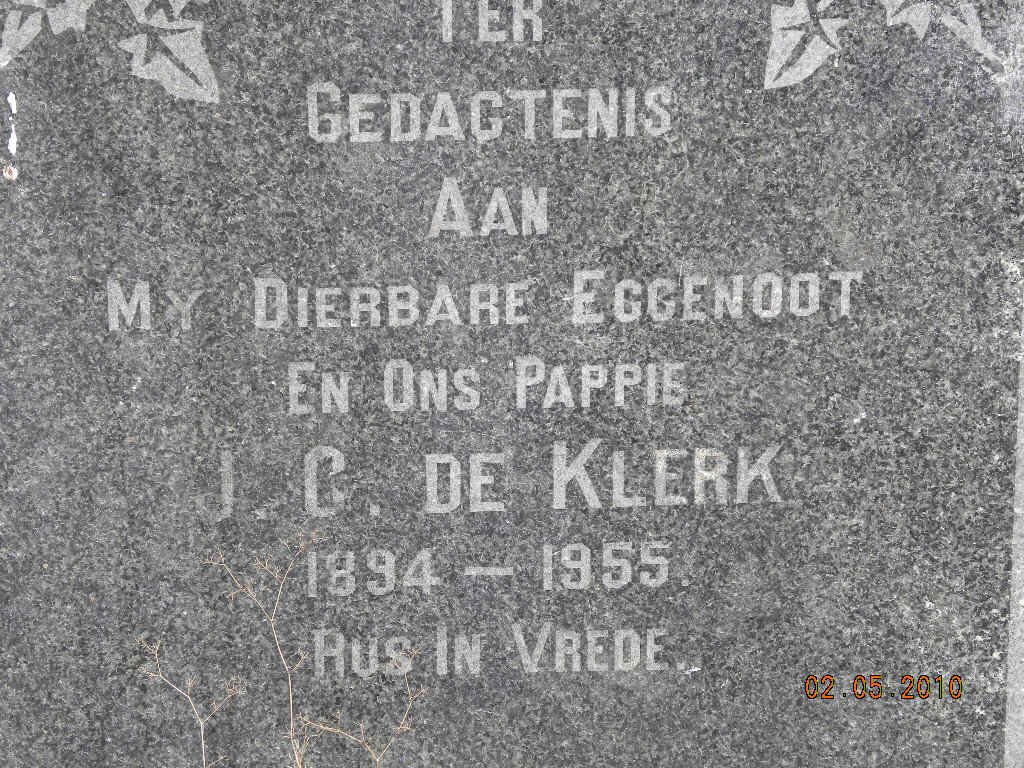 TER
GEDAGTENIS
AAN
MY DIERBARE EGGENOOT
EN ONS PAPPIE
I. C. DE KLERK
1894 — 1955.
RUS IN VREDE.
02.05.2010